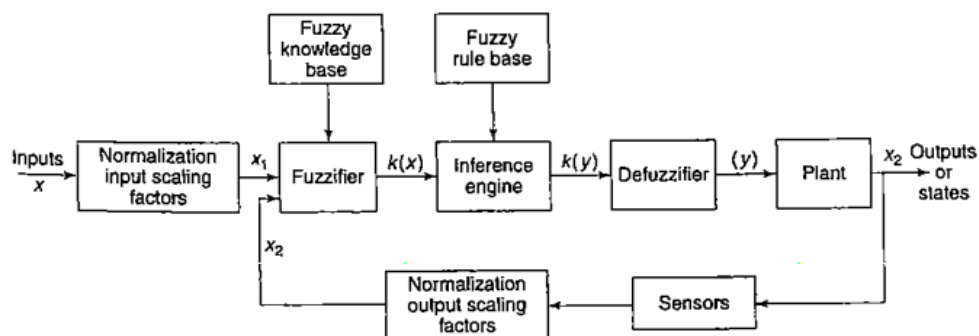 Fuzzy
knowledge
base
Fuzzy
rule base
Inputs
x
Normalization
input scaling
factors
x1
Fuzzifier
k(x)
Inference
engine
k(y)
Defuzzifier
(y)
Plant
x2 Outputs
or
states
x2
Normalization
output scaling
factors
Sensors